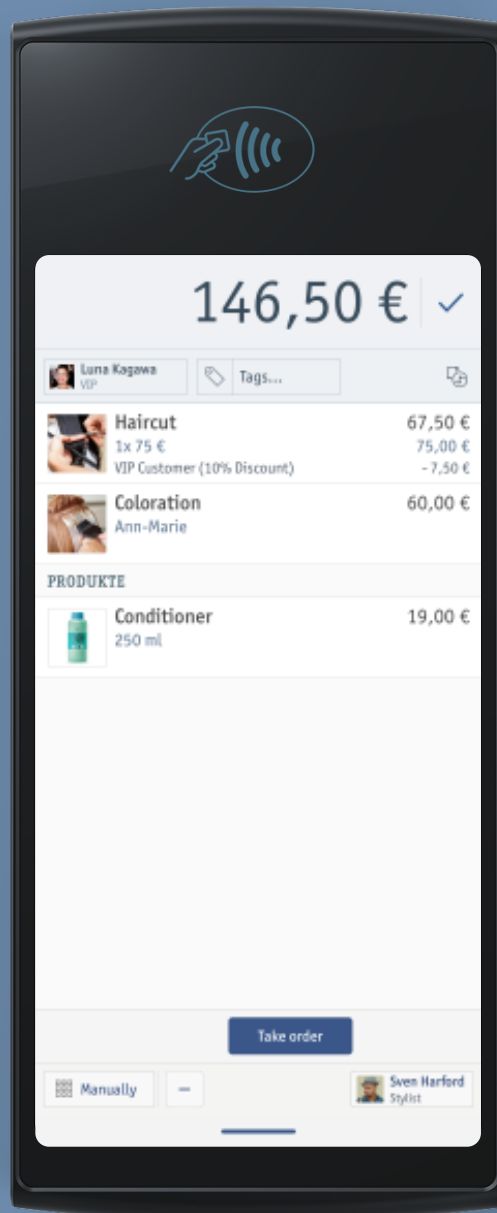 146,50 €
Luna Kagawa
VIP
Tags...
Haircut 67,50 €
1x 75 € 75,00 €
VIP Customer (10% Discount) - 7,50 €
Coloration 60,00 €
Ann-Marie
PRODUKTE
Conditioner 19,00 €
250 ml
Take order
Manually –
Sven Harford
Stylist